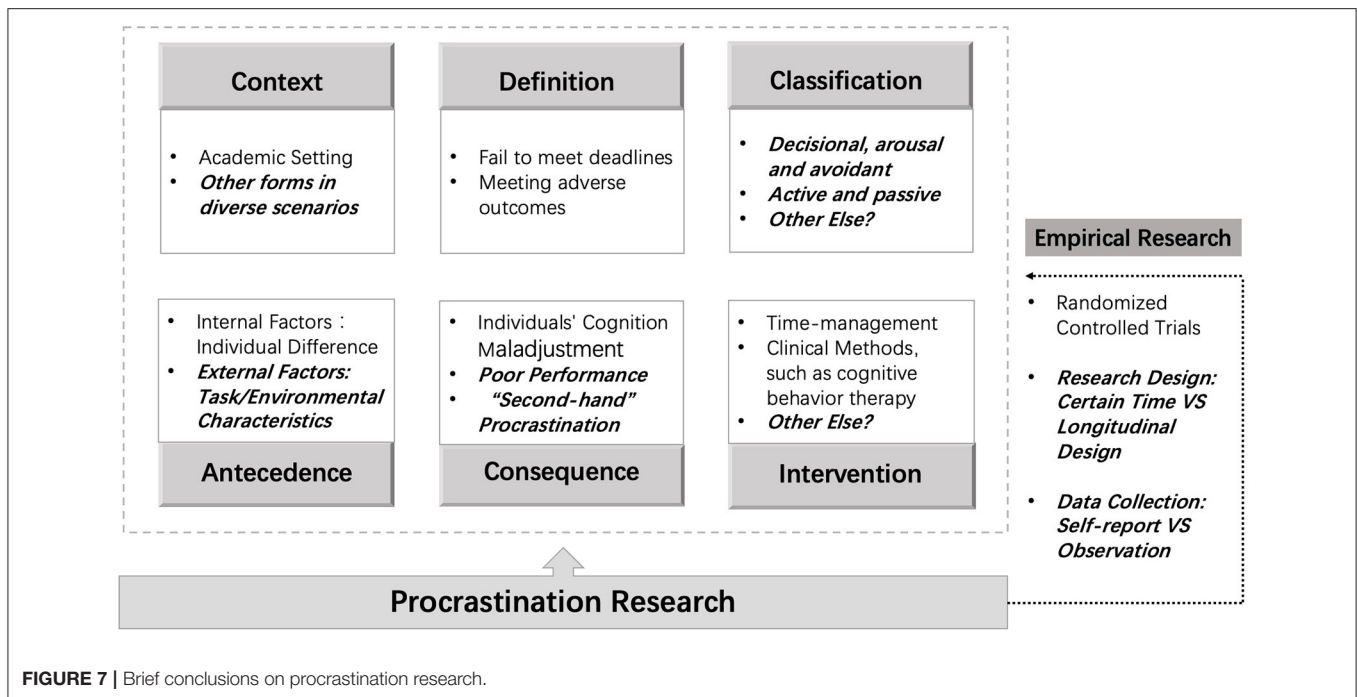 Context
• Academic Setting
• Other forms in
diverse scenarios
Definition
• Fail to meet deadlines
• Meeting adverse
outcomes
Classification
• Decisional, arousal
and avoidant
• Active and passive
• Other Else?
• Internal Factors：
Individual Difference
• External Factors:
Task/Environmental
Characteristics
Antecedence
• Individuals' Cognition
Maladjustment
• Poor Performance
• “Second-hand”
Procrastination
Consequence
• Time-management
• Clinical Methods,
such as cognitive
behavior therapy
• Other Else?
Intervention
Empirical Research
• Randomized
Controlled Trials
• Research Design:
Certain Time VS
Longitudinal
Design
• Data Collection:
Self-report VS
Observation
Procrastination Research
FIGURE 7 | Brief conclusions on procrastination research.